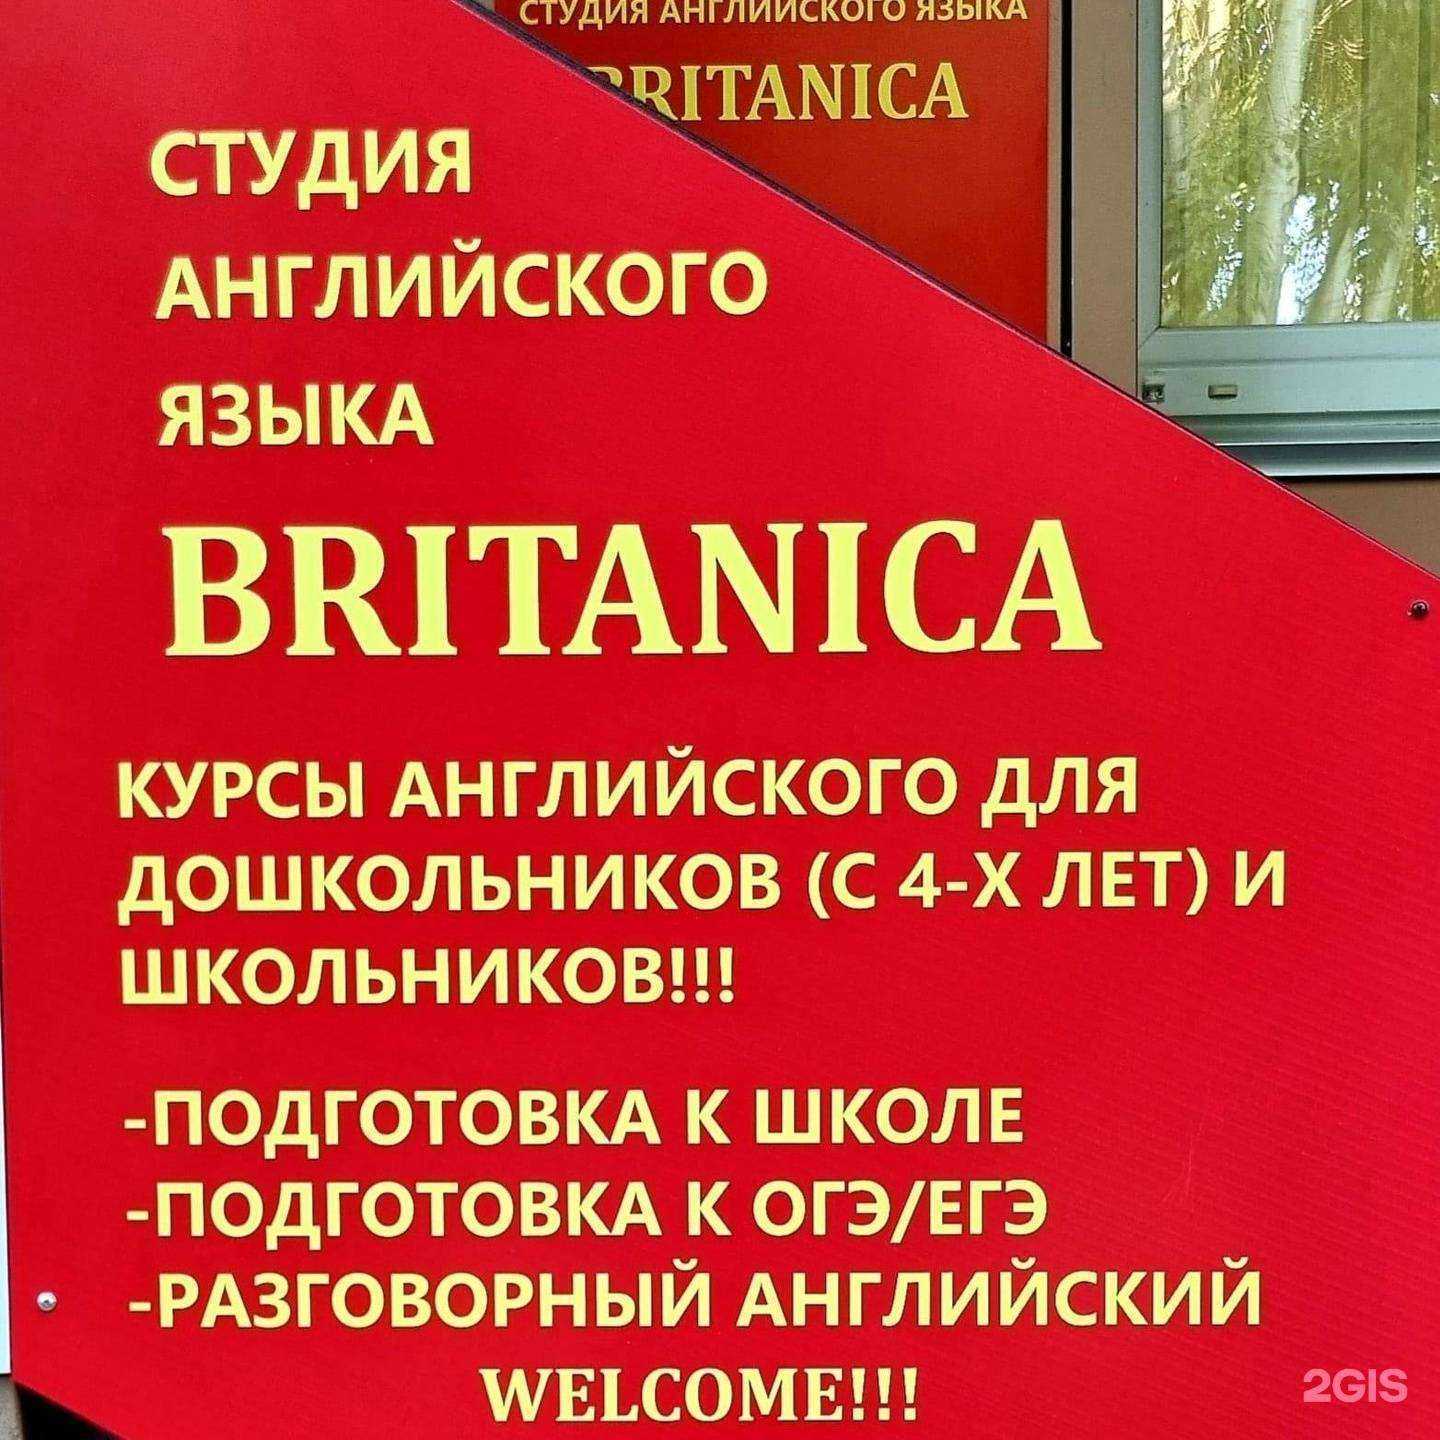 СТУДИЯ АНГЛИЙСКОГО ЯЗЫКА
BRITANICA
СТУДИЯ
АНГЛИЙСКОГО
ЯЗЫКА
BRITANICA
КУРСЫ АНГЛИЙСКОГО ДЛЯ
ДОШКОЛЬНИКОВ (С 4-Х ЛЕТ) И
ШКОЛЬНИКОВ!!!
-ПОДГОТОВКА К ШКОЛЕ
-ПОДГОТОВКА К ОГЭ/ЕГЭ
-РАЗГОВОРНЫЙ АНГЛИЙСКИЙ
WELCOME!!!
2GIS